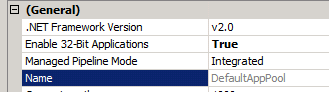 (General)
.NET Framework Version v2.0
Enable 32-Bit Applications True
Managed Pipeline Mode Integrated
Name DefaultAppPool